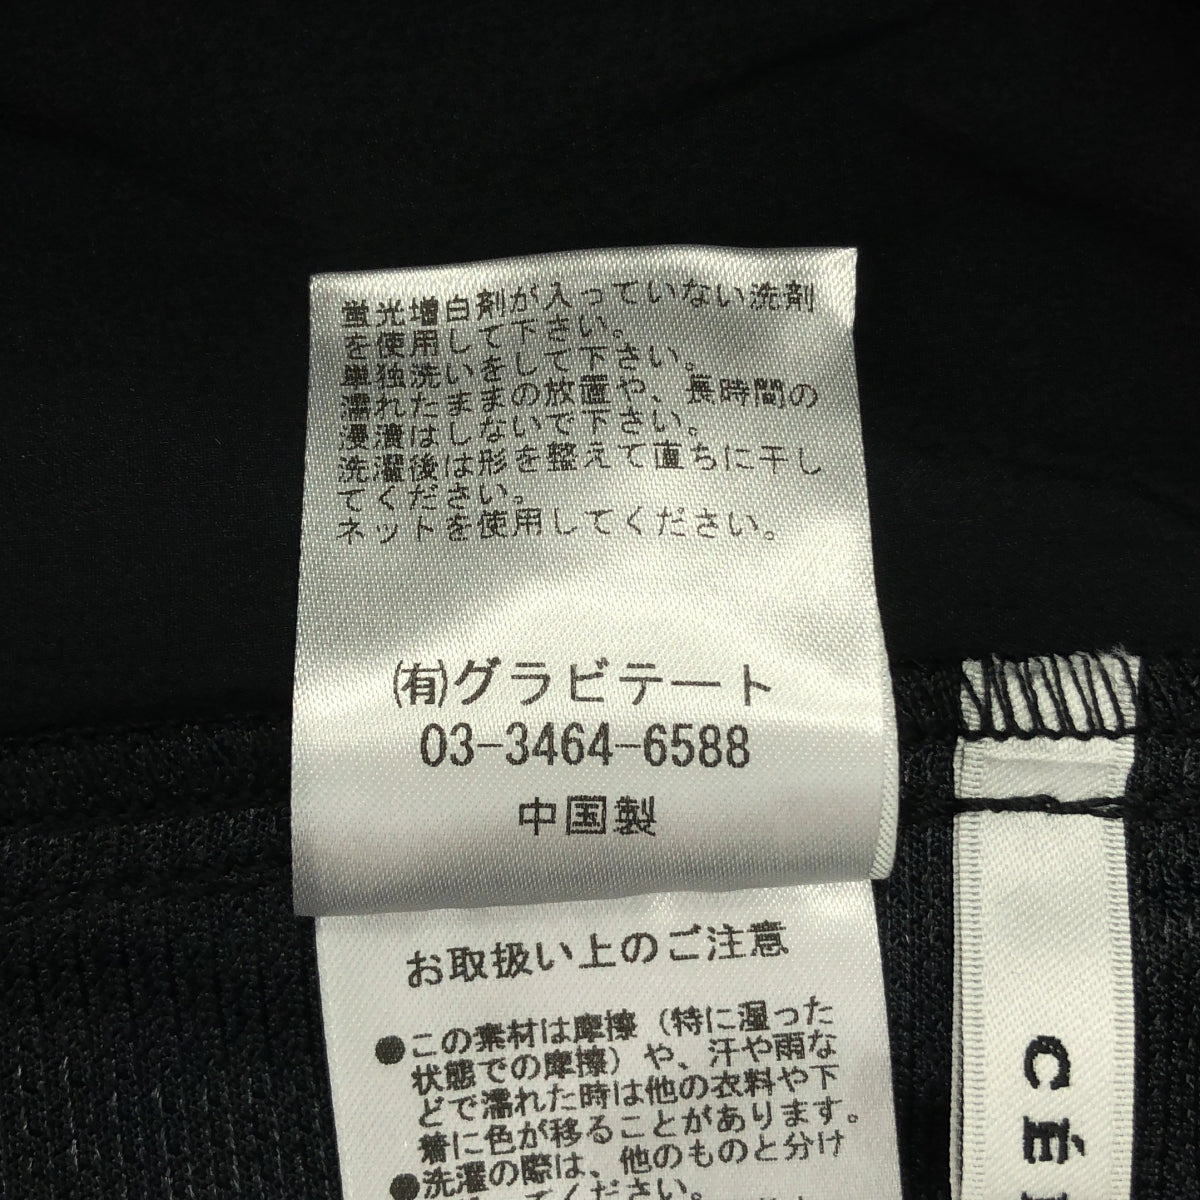 蛍光増白剤が入っていない洗剤
を使用して下さい。
単独洗いをして下さい。
濡れたままの放置や、長時間の
浸漬はしないで下さい。
洗濯後は形を整えて直ちに干し
てください。
ネットを使用してください。
㈲グラビテート
03-3464-6588
中国製
お取扱い上のご注意
●この素材は摩擦（特に湿った
状態での摩擦）や、汗や雨な
どで濡れた時は他の衣料や下
着に色が移ることがあります。
●洗濯の際は、他のものと分け
てください。
CÉ